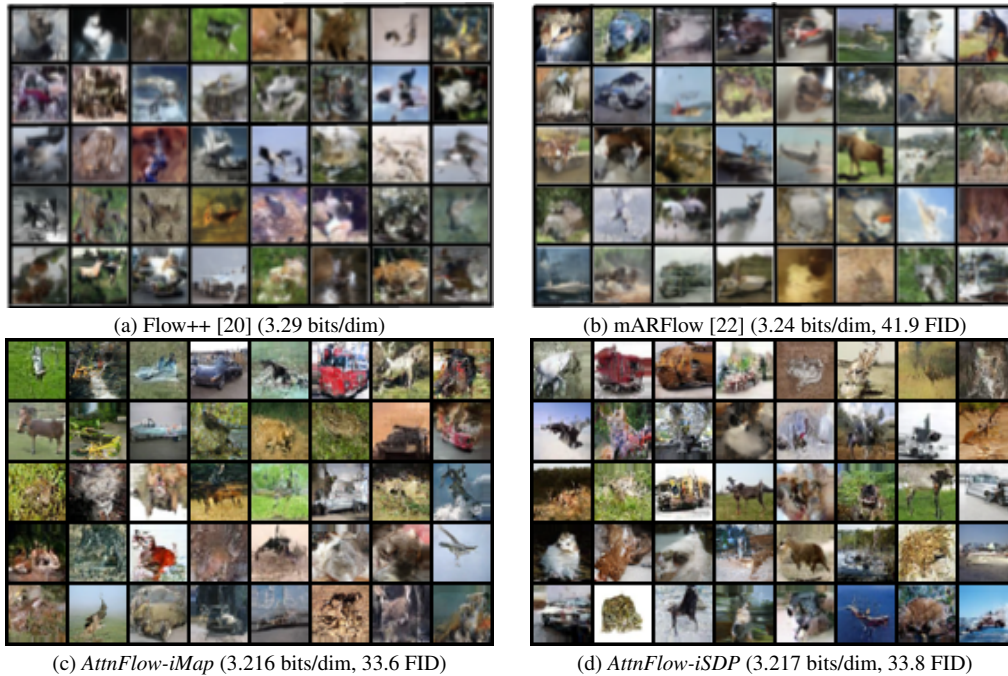 (a) Flow++ [20] (3.29 bits/dim)
(b) mARFlow [22] (3.24 bits/dim, 41.9 FID)
(c) AttnFlow-iMap (3.216 bits/dim, 33.6 FID)
(d) AttnFlow-iSDP (3.217 bits/dim, 33.8 FID)